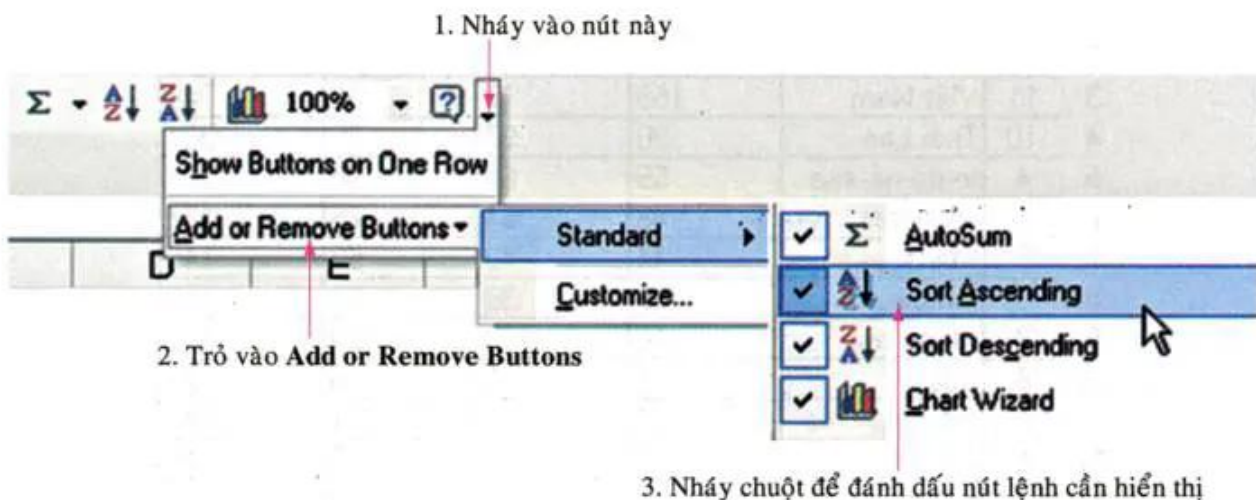 1. Nháy vào nút này
Σ A Z Z A 100% ?
Show Buttons on One Row
Add or Remove Buttons
Standard
Σ AutoSum
D E
Customize...
A Z Sort Ascending
2. Trỏ vào Add or Remove Buttons
Z A Sort Descending
Chart Wizard
3. Nháy chuột để đánh dấu nút lệnh cần hiển thị